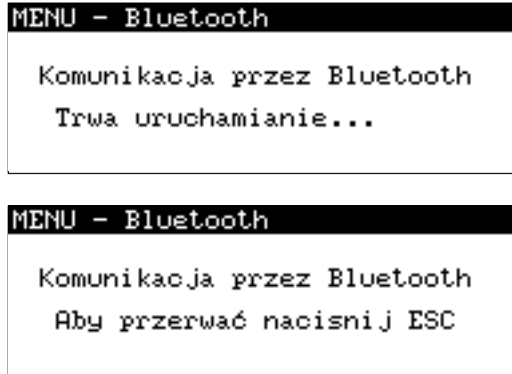 MENU - Bluetooth
Komunikacja przez Bluetooth
Trwa uruchamianie...
MENU - Bluetooth
Komunikacja przez Bluetooth
Aby przerwać nacisnij ESC